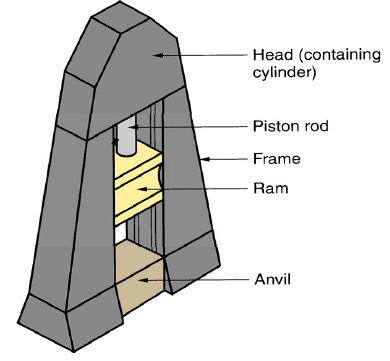 Head (containing
cylinder)
Piston rod
Frame
Ram
Anvil